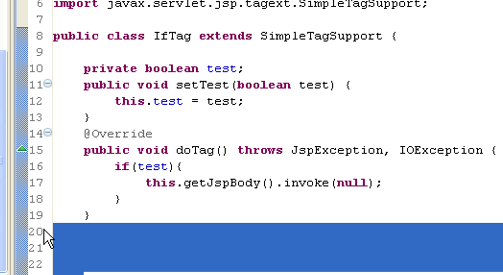 6 import javax.servlet.jsp.tagext.SimpleTagSupport;
7
8 public class IfTag extends SimpleTagSupport {
9
10 private boolean test;
11 public void setTest(boolean test) {
12 this.test = test;
13 }
14 @Override
15 public void doTag() throws JspException, IOException {
16 if(test){
17 this.getJspBody().invoke(null);
18 }
19 }
20
21
22